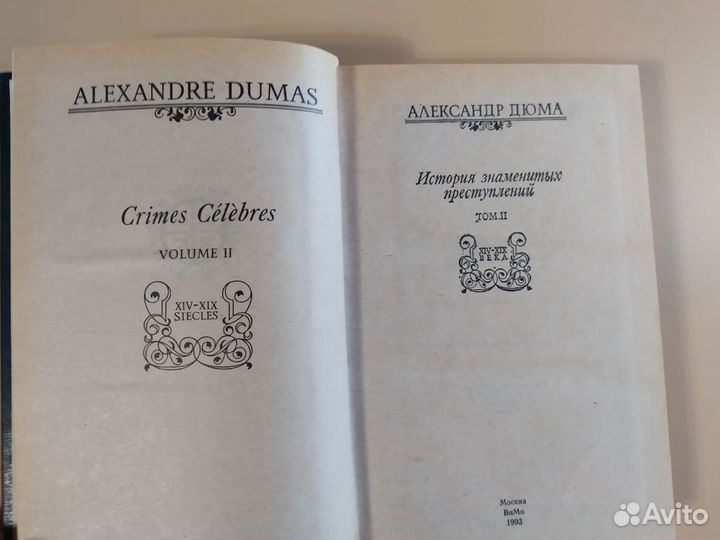 ALEXANDRE DUMAS
Crimes Célèbres
VOLUME II
XIV-XIX
SIECLES
АЛЕКСАНДР ДЮМА
История знаменитых
преступлений
ТОМ II
XIV-XIX
ВЕКА
Москва
ВиМо
1993
Avito